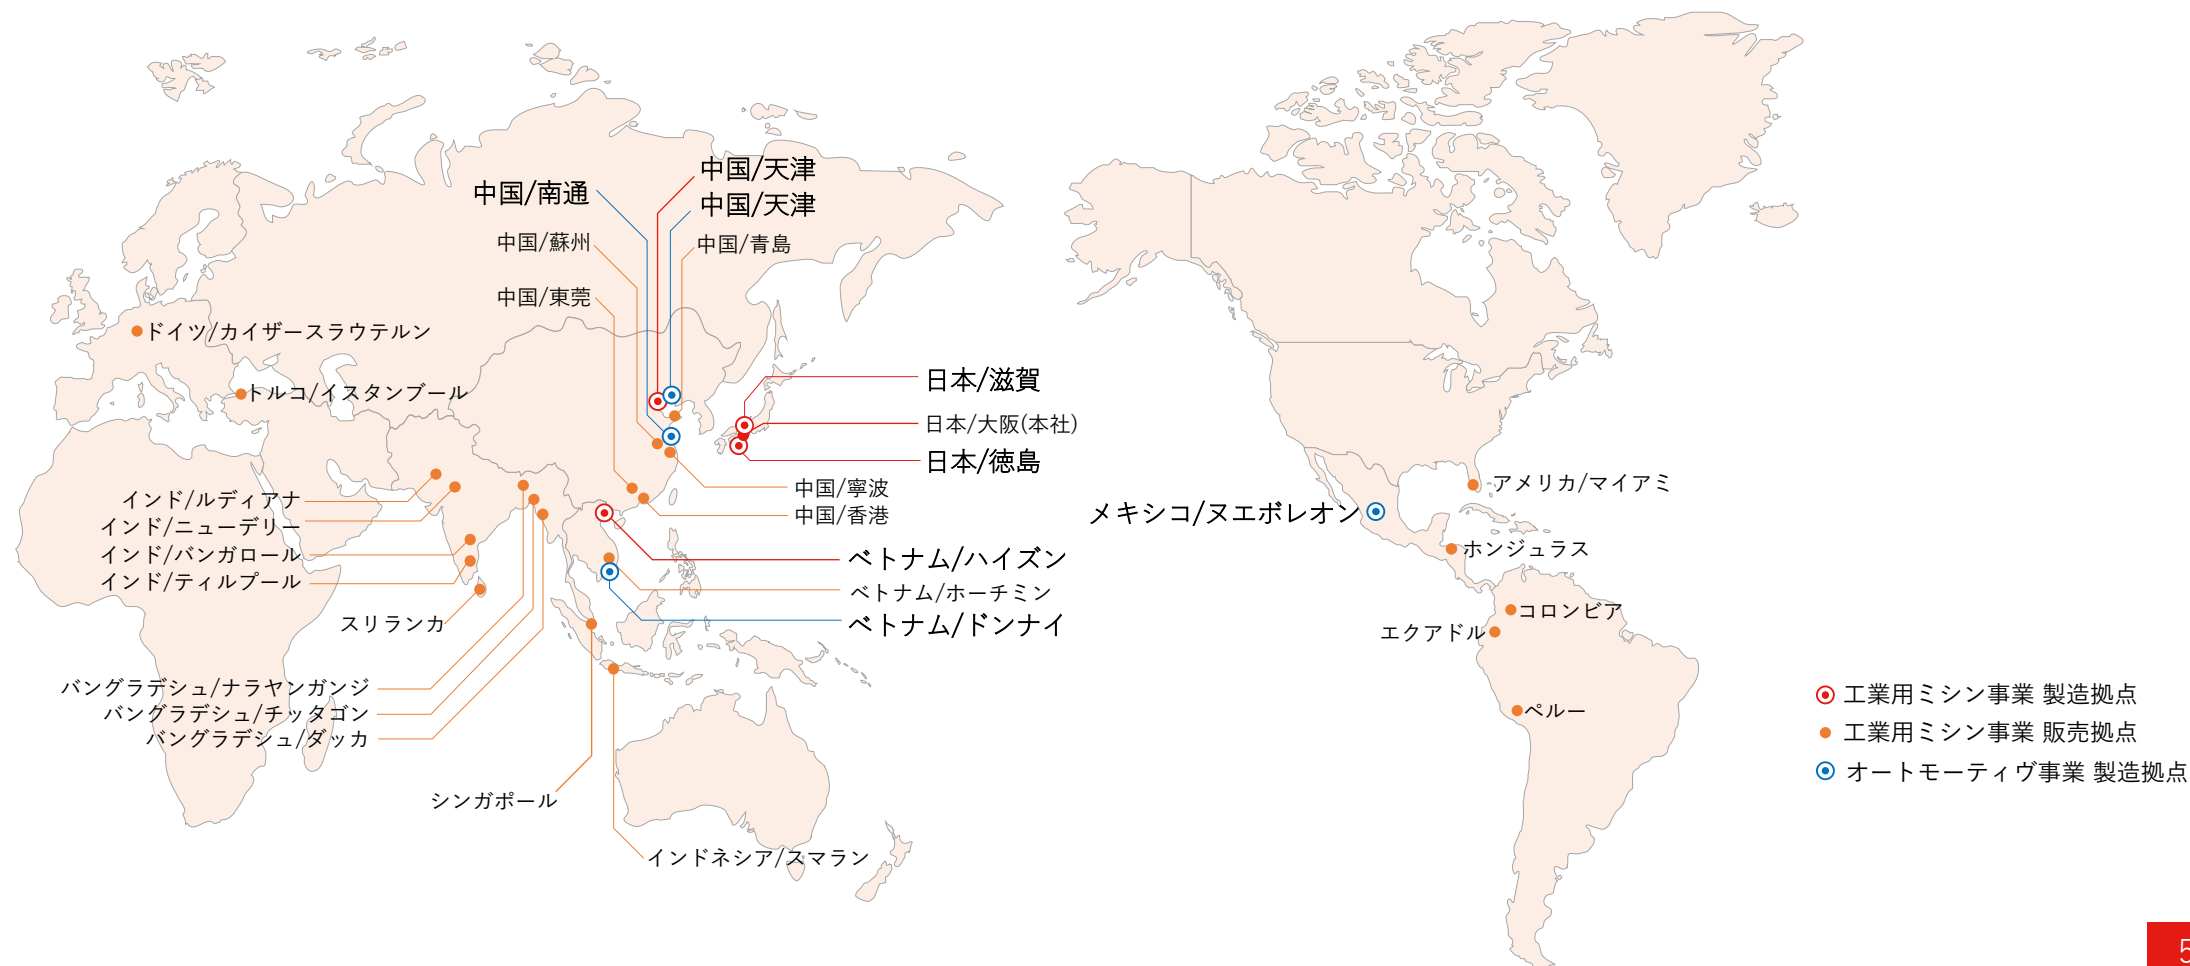 中国/天津
中国/南通
中国/天津
中国/蘇州
中国/青島
中国/東莞
ドイツ/カイザースラウテルン
トルコ/イスタンブール
日本/滋賀
日本/大阪(本社)
日本/徳島
中国/寧波
中国/香港
インド/ルディアナ
インド/ニューデリー
インド/バンガロール
インド/ティルプール
スリランカ
ベトナム/ハイズン
ベトナム/ホーチミン
ベトナム/ドンナイ
バングラデシュ/ナラヤンガンジ
バングラデシュ/チッタゴン
バングラデシュ/ダッカ
シンガポール
インドネシア/スマラン
アメリカ/マイアミ
メキシコ/ヌエボレオン
ホンジュラス
コロンビア
エクアドル
ペルー
工業用ミシン事業 製造拠点
工業用ミシン事業 販売拠点
オートモーティヴ事業 製造拠点
5